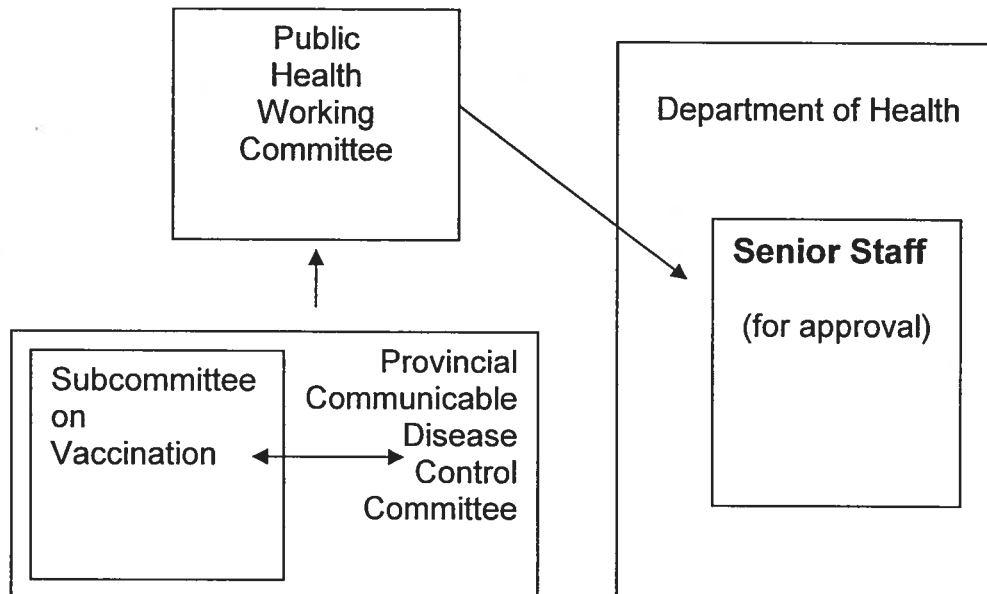 Public
Health
Working
Committee
Department of Health
Senior Staff
(for approval)
Subcommittee
on
Vaccination
Provincial
Communicable
Disease
Control
Committee